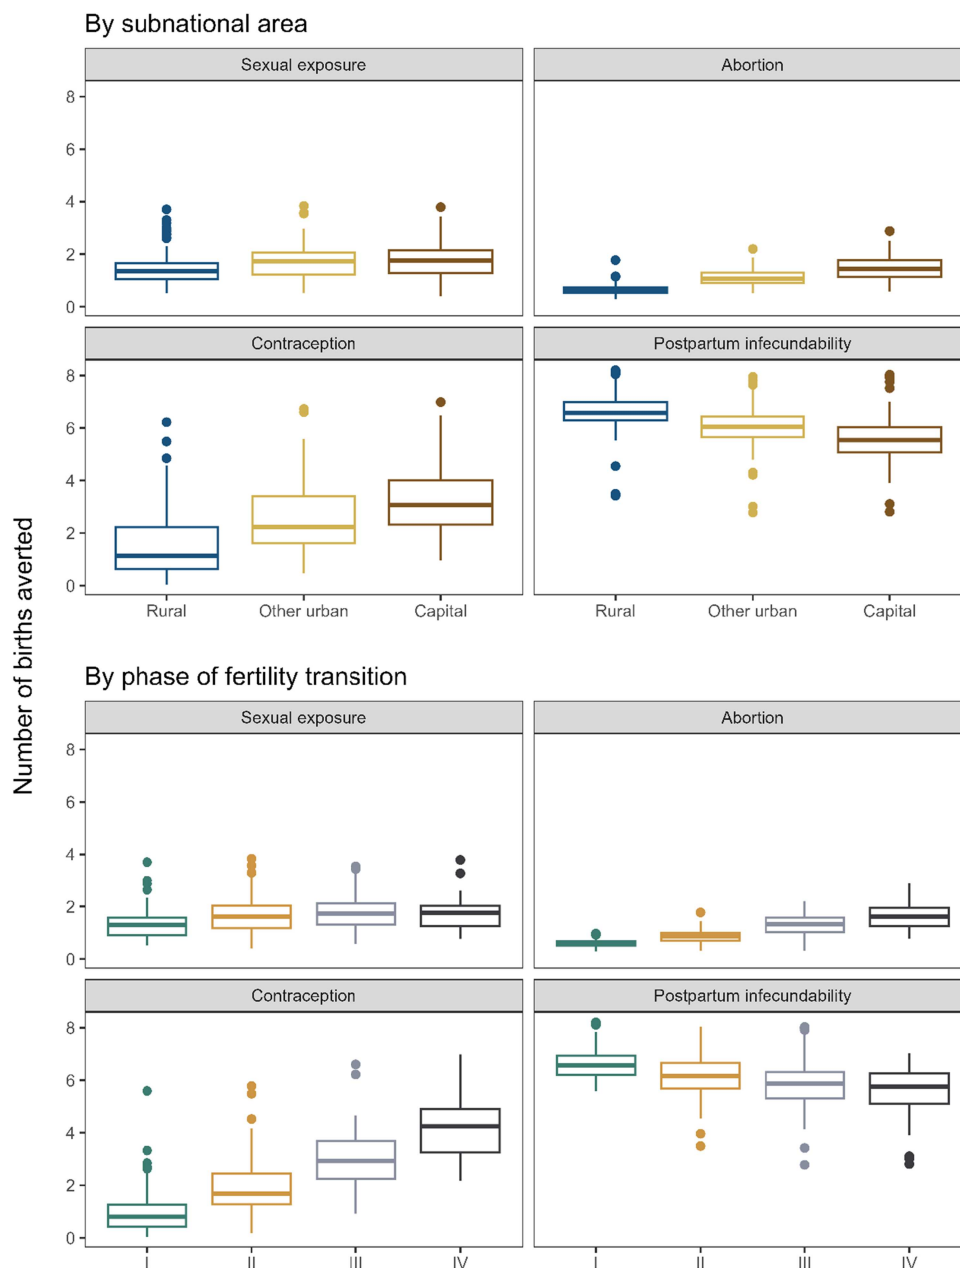 By subnational area
Sexual exposure
Abortion
8
6
4
2
0
Contraception
Postpartum infecundability
8
6
4
2
0
Rural
Other urban
Capital
Rural
Other urban
Capital
Number of births averted
By phase of fertility transition
Sexual exposure
Abortion
8
6
4
2
0
Contraception
Postpartum infecundability
8
6
4
2
0
I
II
III
IV
I
II
III
IV